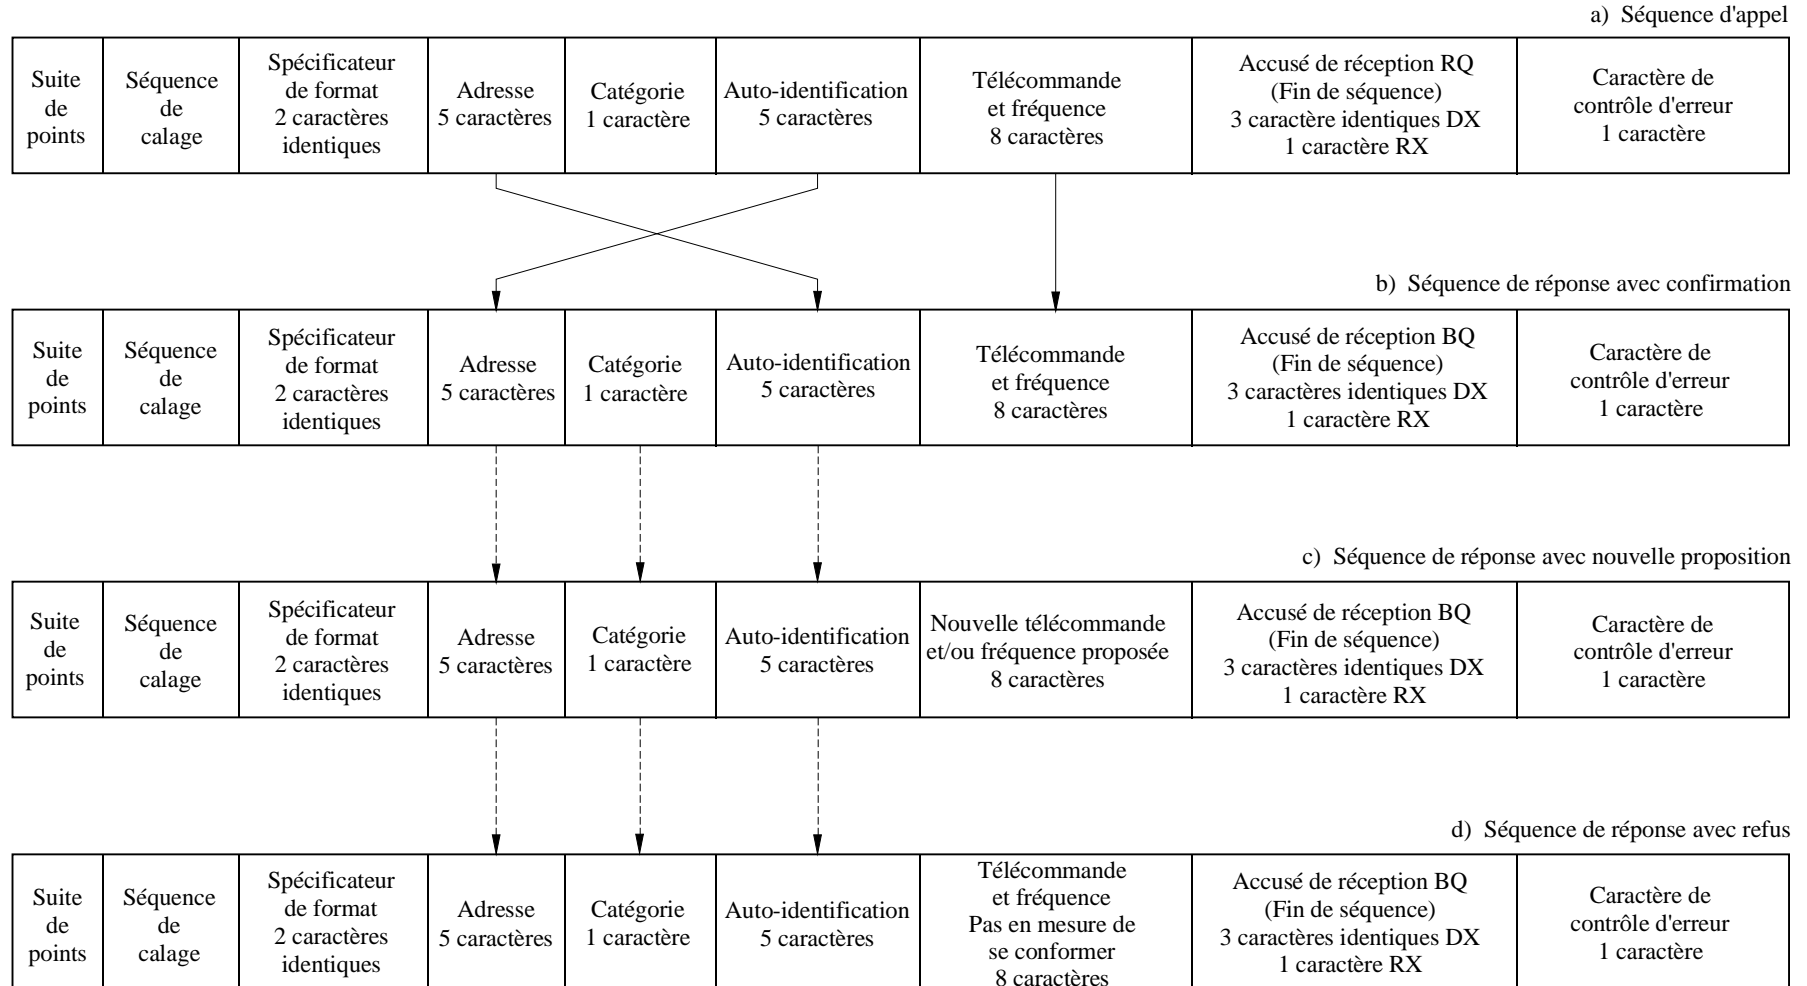 a) Séquence d'appel
Suite
de
points
Séquence
de
calage
Spécificateur
de format
2 caractères
identiques
Adresse
5 caractères
Catégorie
1 caractère
Auto-identification
5 caractères
Télécommande
et fréquence
8 caractères
Accusé de réception RQ
(Fin de séquence)
3 caractère identiques DX
1 caractère RX
Caractère de
contrôle d'erreur
1 caractère
b) Séquence de réponse avec confirmation
Suite
de
points
Séquence
de
calage
Spécificateur
de format
2 caractères
identiques
Adresse
5 caractères
Catégorie
1 caractère
Auto-identification
5 caractères
Télécommande
et fréquence
8 caractères
Accusé de réception BQ
(Fin de séquence)
3 caractères identiques DX
1 caractère RX
Caractère de
contrôle d'erreur
1 caractère
c) Séquence de réponse avec nouvelle proposition
Suite
de
points
Séquence
de
calage
Spécificateur
de format
2 caractères
identiques
Adresse
5 caractères
Catégorie
1 caractère
Auto-identification
5 caractères
Nouvelle télécommande
et/ou fréquence proposée
8 caractères
Accusé de réception BQ
(Fin de séquence)
3 caractères identiques DX
1 caractère RX
Caractère de
contrôle d'erreur
1 caractère
d) Séquence de réponse avec refus
Suite
de
points
Séquence
de
calage
Spécificateur
de format
2 caractères
identiques
Adresse
5 caractères
Catégorie
1 caractère
Auto-identification
5 caractères
Télécommande
et fréquence
Pas en mesure de
se conformer
8 caractères
Accusé de réception BQ
(Fin de séquence)
3 caractères identiques DX
1 caractère RX
Caractère de
contrôle d'erreur
1 caractère